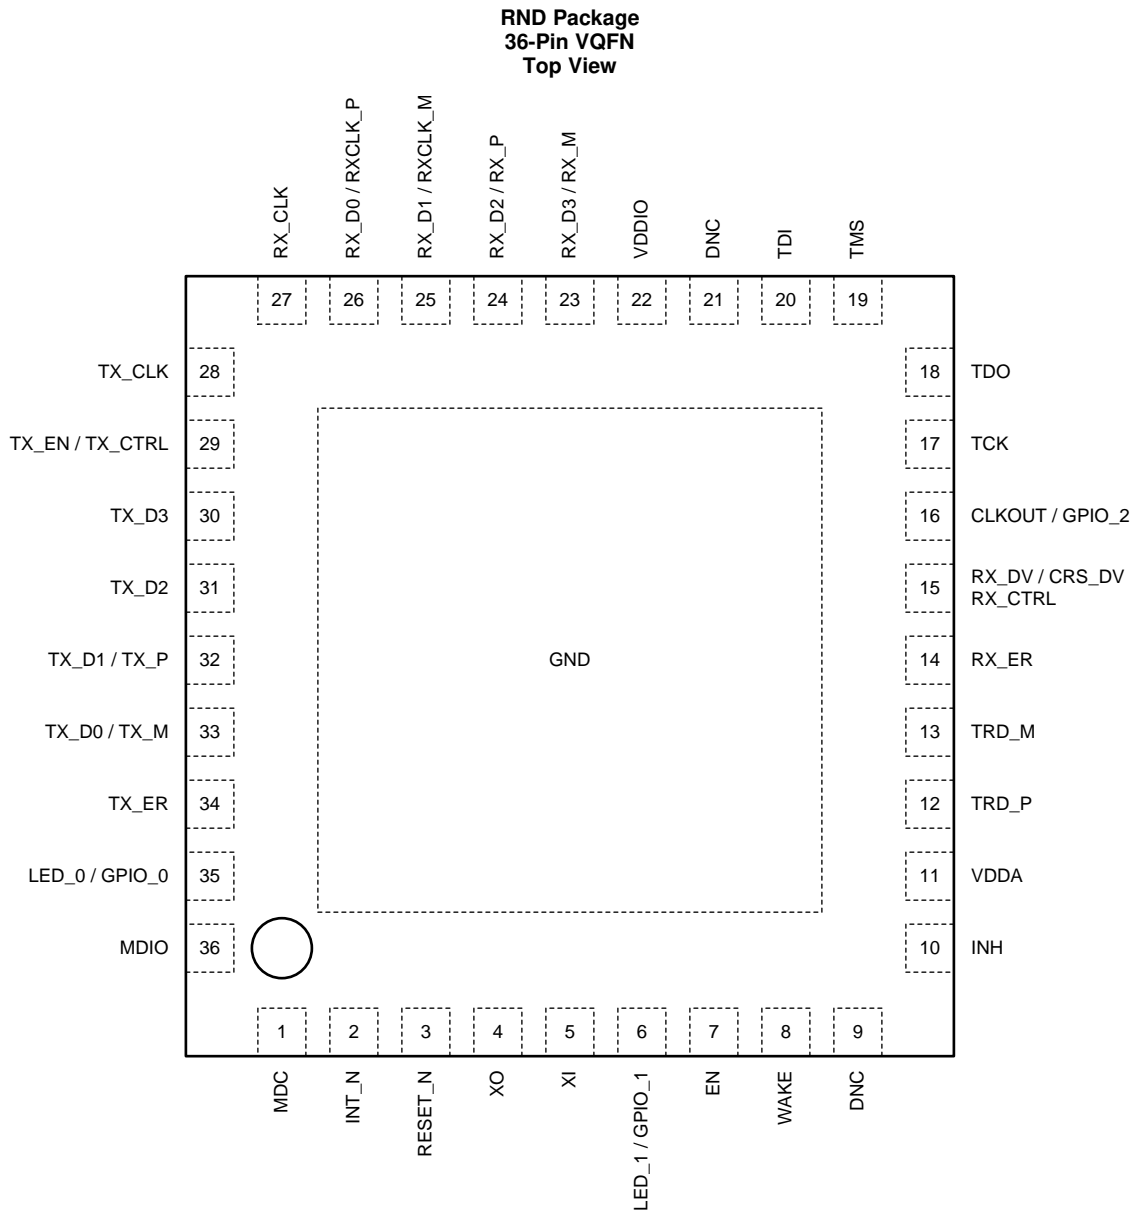 RND Package
36-Pin VQFN
Top View
RX_CLK
RX_D0 / RXCLK_P
RX_D1 / RXCLK_M
RX_D2 / RX_P
RX_D3 / RX_M
VDDIO
DNC
TDI
TMS
27
26
25
24
23
22
21
20
19
TX_CLK
28
18
TDO
TX_EN / TX_CTRL
29
17
TCK
TX_D3
30
16
CLKOUT / GPIO_2
TX_D2
31
15
RX_DV / CRS_DV
RX_CTRL
TX_D1 / TX_P
32
GND
14
RX_ER
TX_D0 / TX_M
33
13
TRD_M
TX_ER
34
12
TRD_P
LED_0 / GPIO_0
35
11
VDDA
MDIO
36
10
INH
1
2
3
4
5
6
7
8
9
MDC
INT_N
RESET_N
XO
XI
LED_1 / GPIO_1
EN
WAKE
DNC